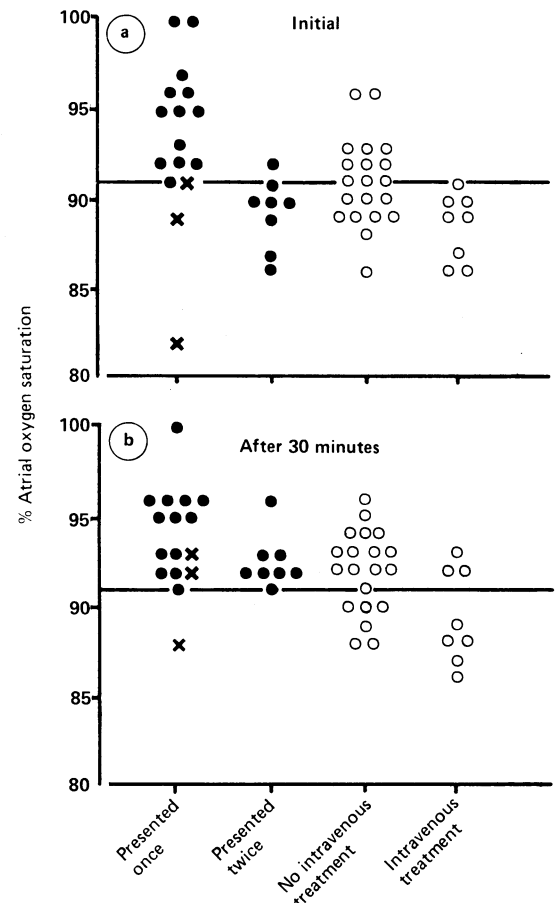 a
Initial
100
95
90
85
80
% Atrial oxygen saturation
b
After 30 minutes
100
95
90
85
80
Presented
once
Presented
twice
No intravenous
treatment
Intravenous
treatment